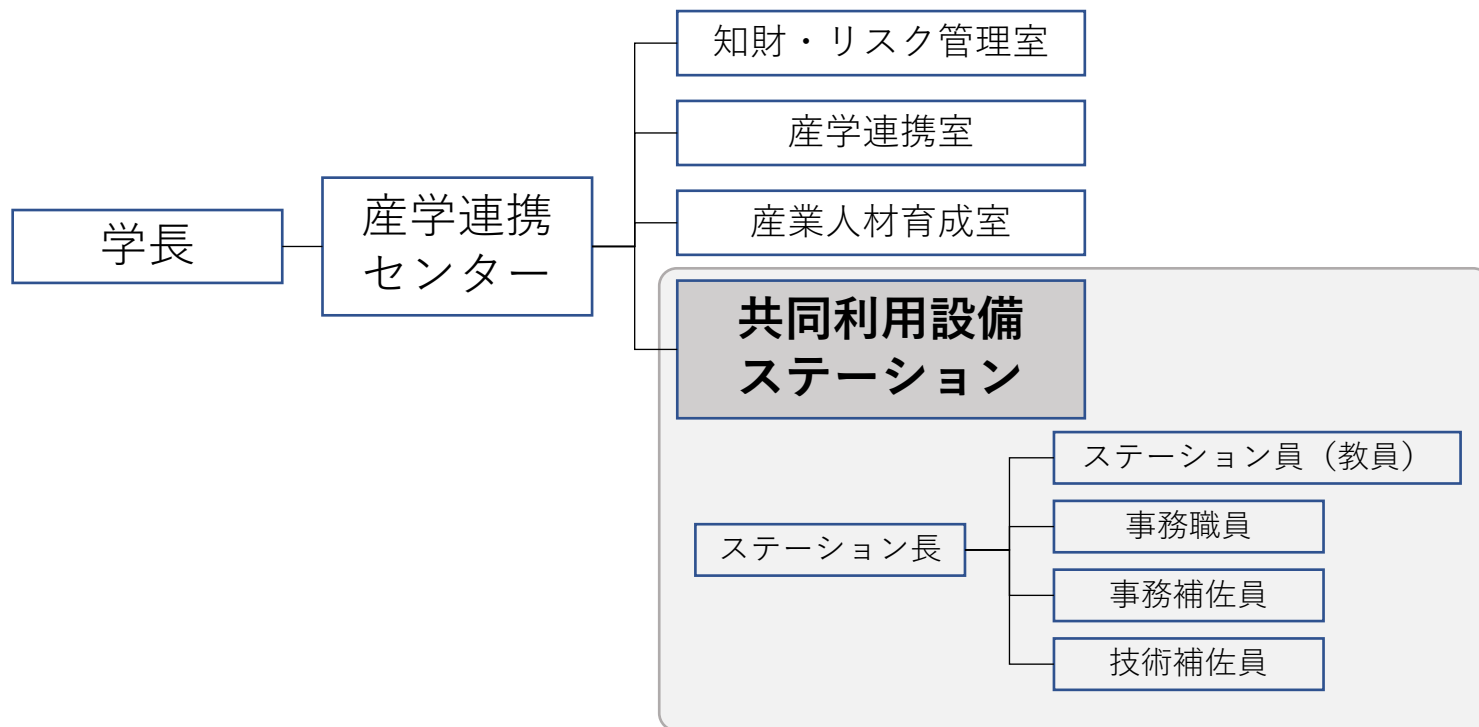 知財・リスク管理室
産学連携室
産業人材育成室
学長
産学連携
センター
共同利用設備
ステーション
ステーション長
ステーション員（教員）
事務職員
事務補佐員
技術補佐員